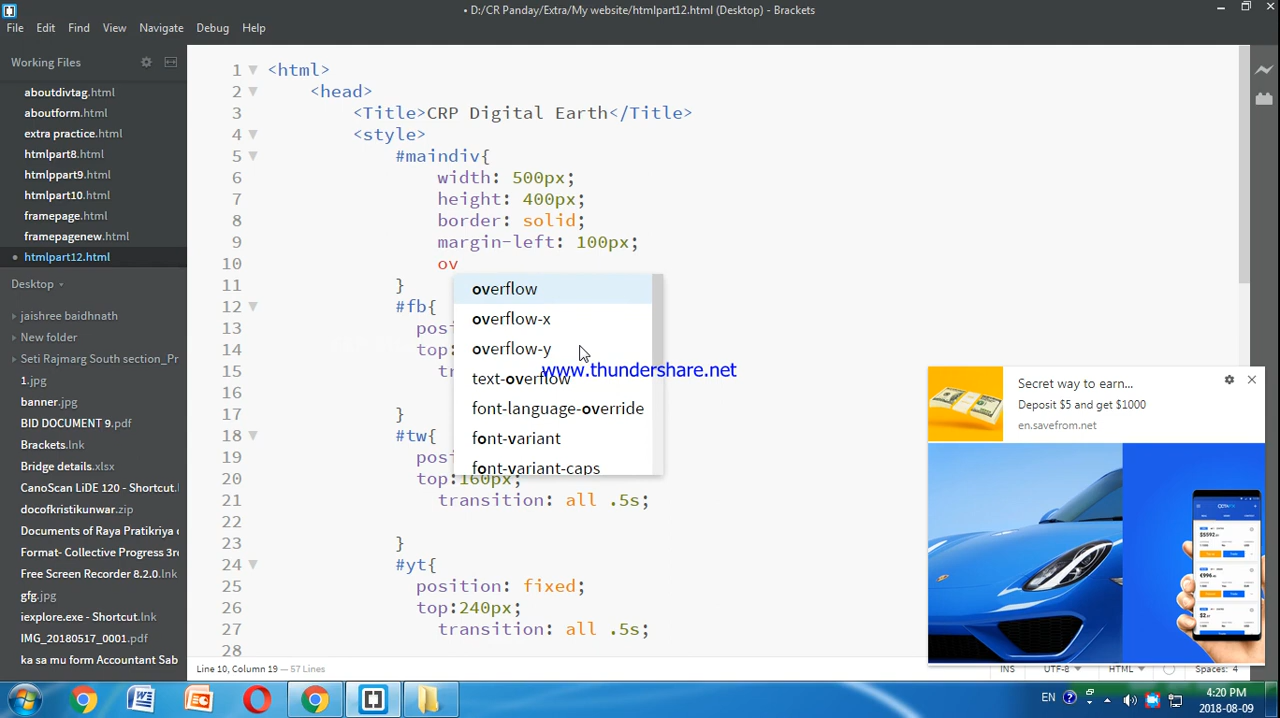 • D:/CR Panday/Extra/My website/htmlpart12.html (Desktop) - Brackets
File Edit Find View Navigate Debug Help
Working Files
aboutdivtag.html
aboutform.html
extra practice.html
htmlpart8.html
htmlppart9.html
htmlpart10.html
framepage.html
framepagenew.html
htmlpart12.html
Desktop
jaishree baidhnath
New folder
Seti Rajmarg South section_Pr
1.jpg
banner.jpg
BID DOCUMENT 9.pdf
Brackets.lnk
Bridge details.xlsx
CanoScan LiDE 120 - Shortcut.l
docofkristikunwar.zip
Documents of Raya Pratikriya d
Format- Collective Progress 3rd
Free Screen Recorder 8.2.0.lnk
gfg.jpg
iexplore.exe - Shortcut.lnk
IMG_20180517_0001.pdf
ka sa mu form Accountant Sab
1 <html>
2 <head>
3 <Title>CRP Digital Earth</Title>
4 <style>
5 #maindiv{
6 width: 500px;
7 height: 400px;
8 border: solid;
9 margin-left: 100px;
10 ov
11 }
12 #fb{
13 posi
14 top:
15 tr
16
17 }
18 #tw{
19 posi
20 top:160px;
21 transition: all .5s;
22
23 }
24 #yt{
25 position: fixed;
26 top:240px;
27 transition: all .5s;
28
overflow
overflow-x
overflow-y
text-overflow
font-language-override
font-variant
font-variant-caps
www.thundershare.net
Secret way to earn...
Deposit $5 and get $1000
en.savefrom.net
Line 10, Column 19 — 57 Lines
INS UTF-8 HTML Spaces: 4
EN
4:20 PM
2018-08-09